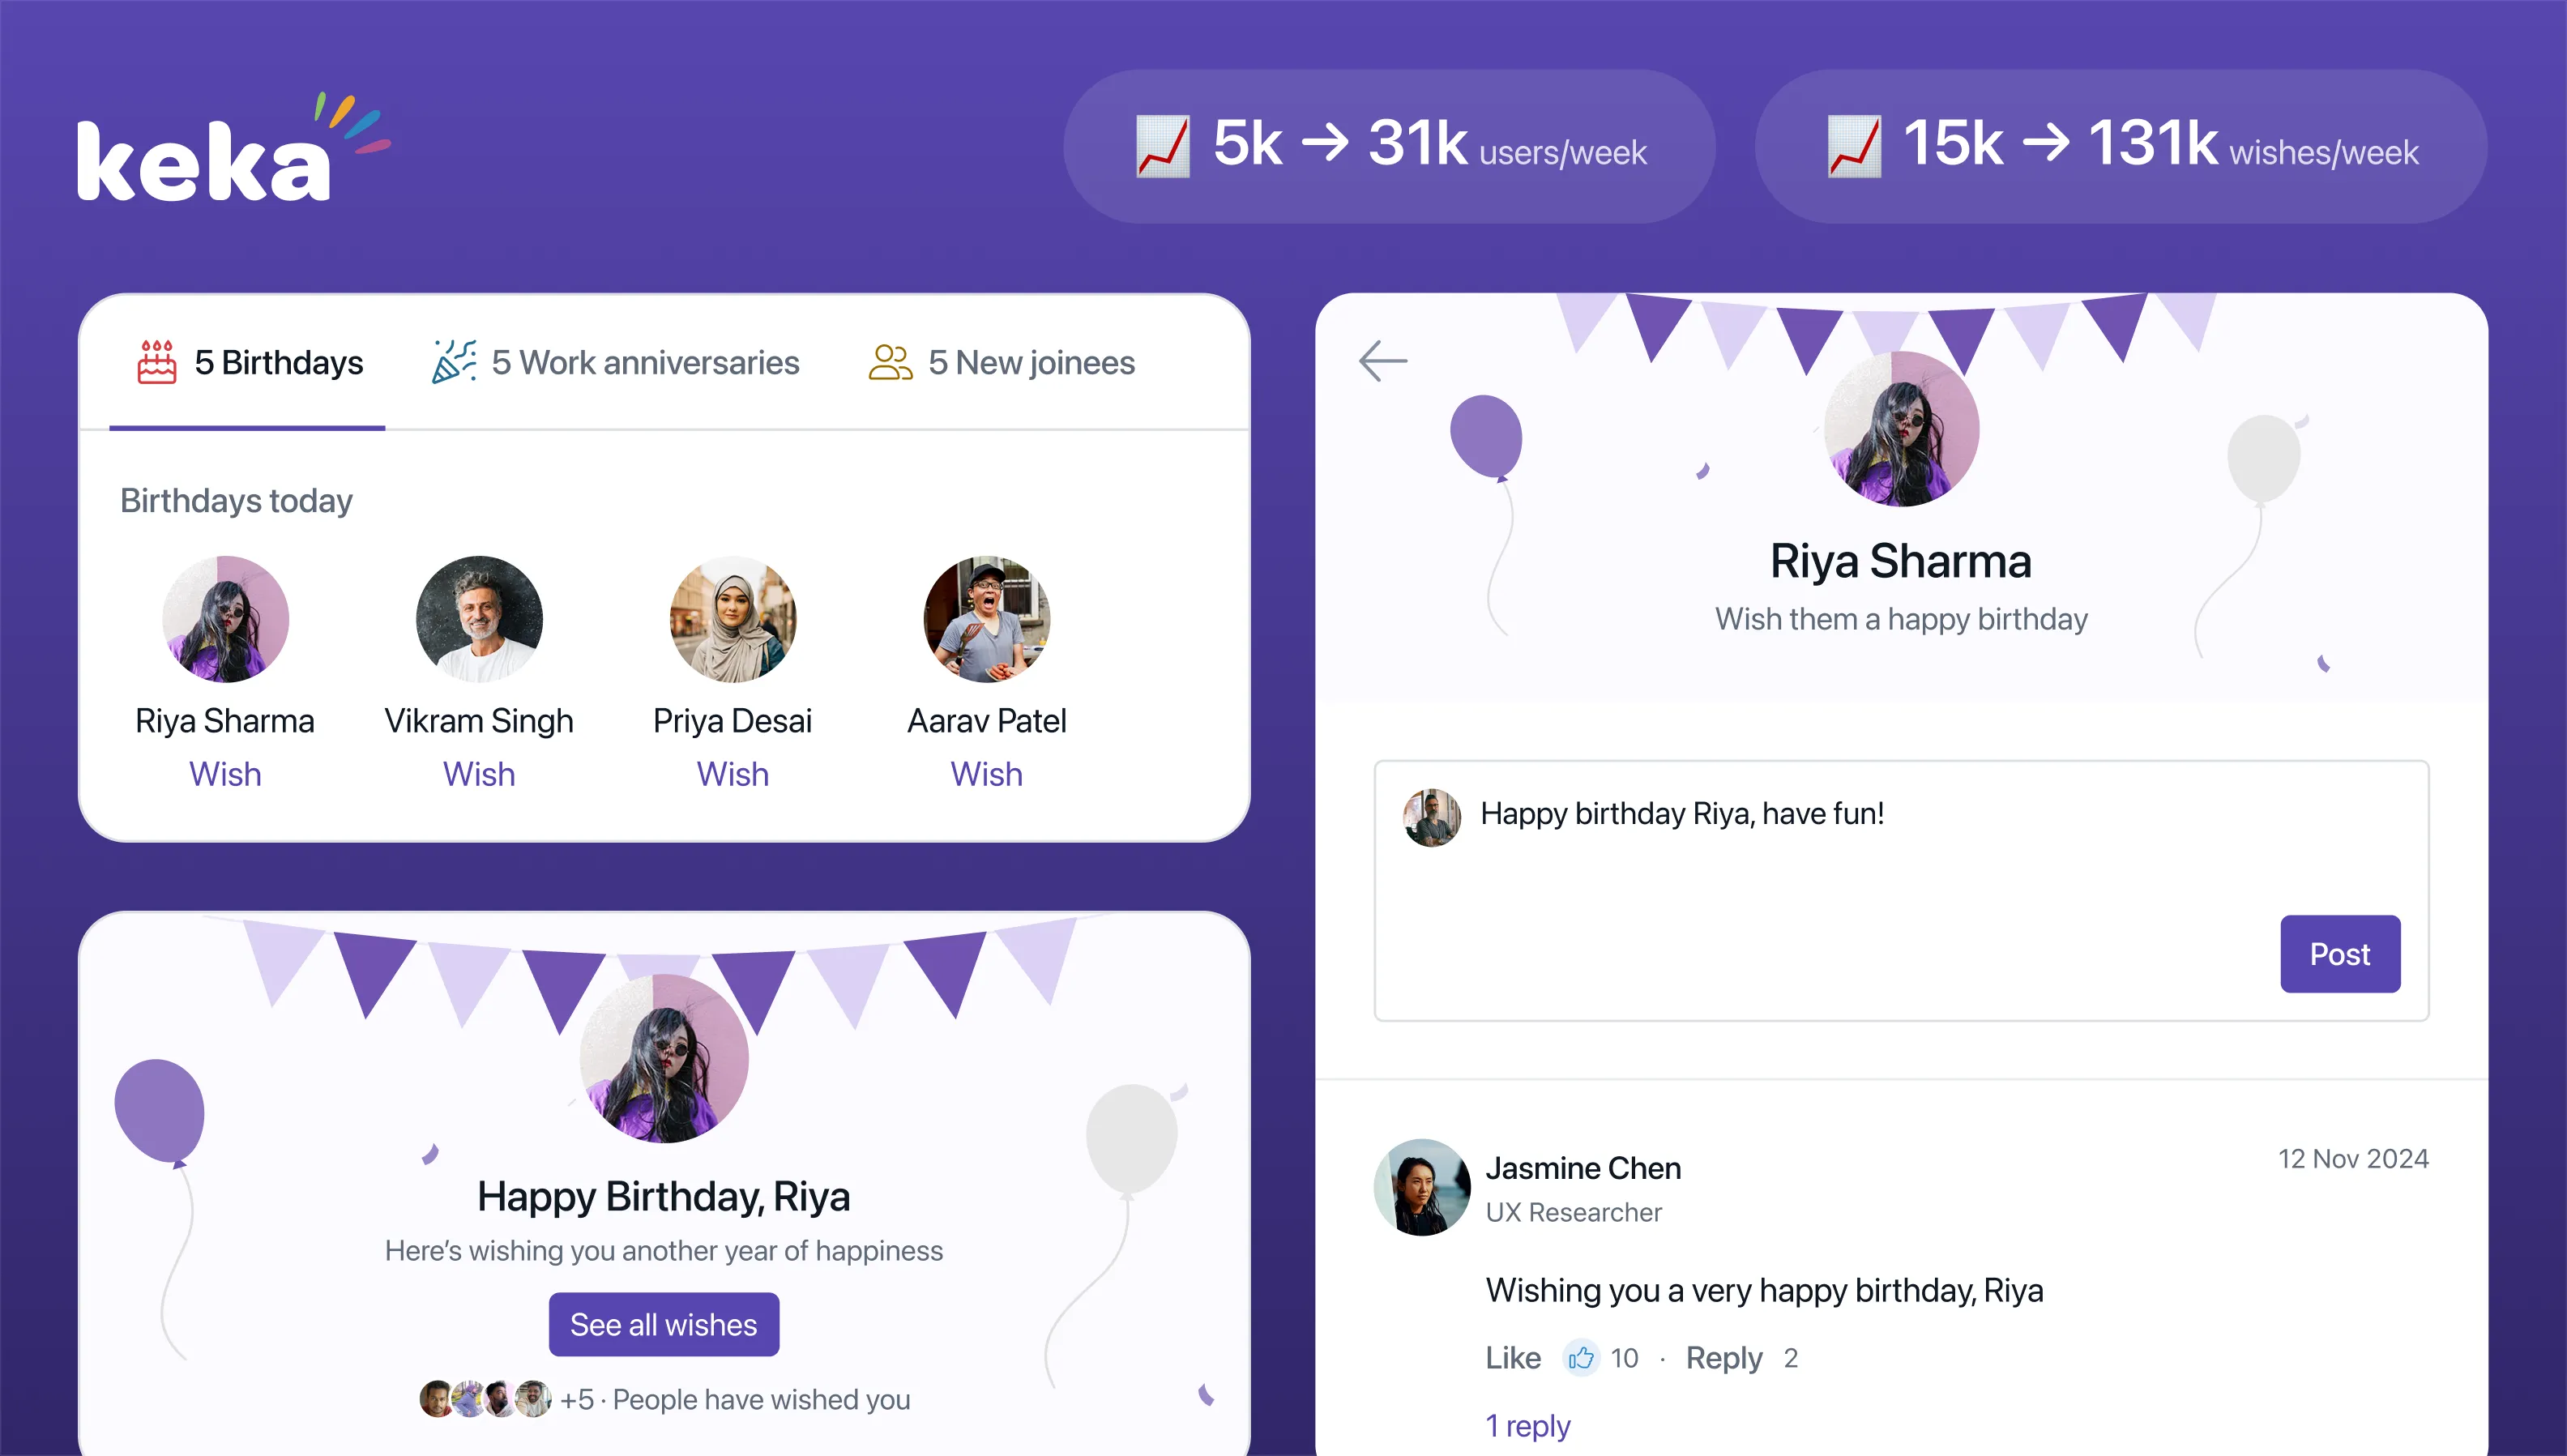 keka
5k → 31k users/week
15k → 131k wishes/week
5 Birthdays
5 Work anniversaries
5 New joinees
Birthdays today
Riya Sharma
Wish
Vikram Singh
Wish
Priya Desai
Wish
Aarav Patel
Wish
Happy Birthday, Riya
Here’s wishing you another year of happiness
See all wishes
+5 · People have wished you
Riya Sharma
Wish them a happy birthday
Happy birthday Riya, have fun!
Post
Jasmine Chen
12 Nov 2024
UX Researcher
Wishing you a very happy birthday, Riya
Like 10 · Reply 2
1 reply